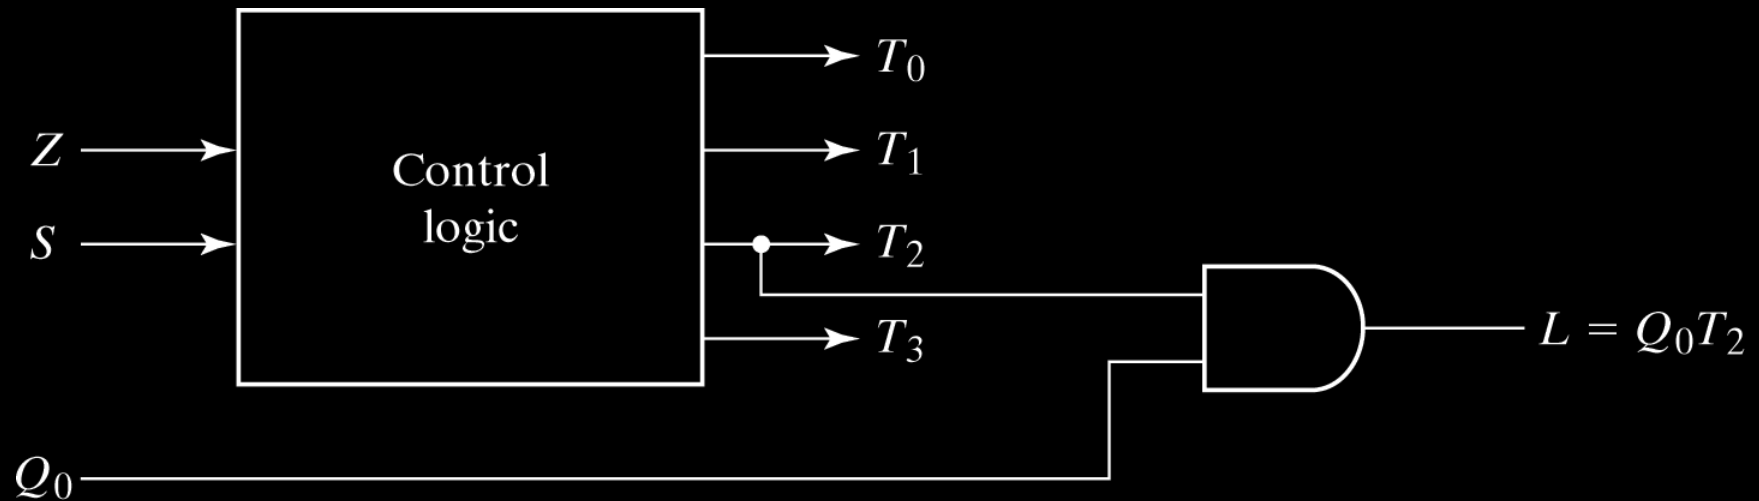 T₀
Z
Control
logic
T₁
S
T₂
T₃
L = Q₀T₂
Q₀